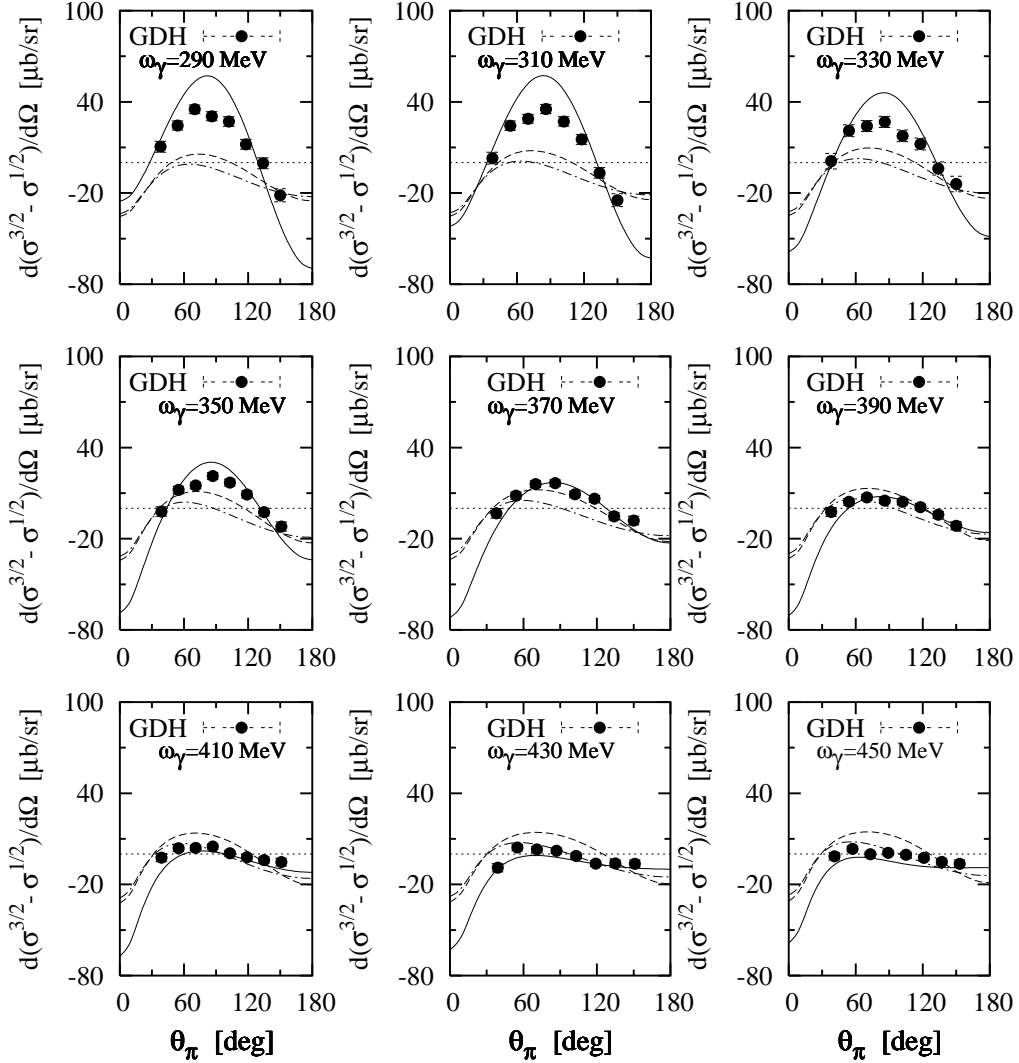 100 100 100
GDH GDH GDH
ωγ=290 MeV ωγ=310 MeV ωγ=330 MeV
40 40 40
-20 -20 -20
-80 -80 -80
0 60 120 180 0 60 120 180 0 60 120 180
d(σ3/2- σ1/2)/dΩ [μb/sr] d(σ3/2- σ1/2)/dΩ [μb/sr] d(σ3/2- σ1/2)/dΩ [μb/sr]
100 100 100
GDH GDH GDH
ωγ=350 MeV ωγ=370 MeV ωγ=390 MeV
40 40 40
-20 -20 -20
-80 -80 -80
0 60 120 180 0 60 120 180 0 60 120 180
d(σ3/2- σ1/2)/dΩ [μb/sr] d(σ3/2- σ1/2)/dΩ [μb/sr] d(σ3/2- σ1/2)/dΩ [μb/sr]
100 100 100
GDH GDH GDH
ωγ=410 MeV ωγ=430 MeV ωγ=450 MeV
40 40 40
-20 -20 -20
-80 -80 -80
0 60 120 180 0 60 120 180 0 60 120 180
d(σ3/2- σ1/2)/dΩ [μb/sr] d(σ3/2- σ1/2)/dΩ [μb/sr] d(σ3/2- σ1/2)/dΩ [μb/sr]
θπ [deg] θπ [deg] θπ [deg]